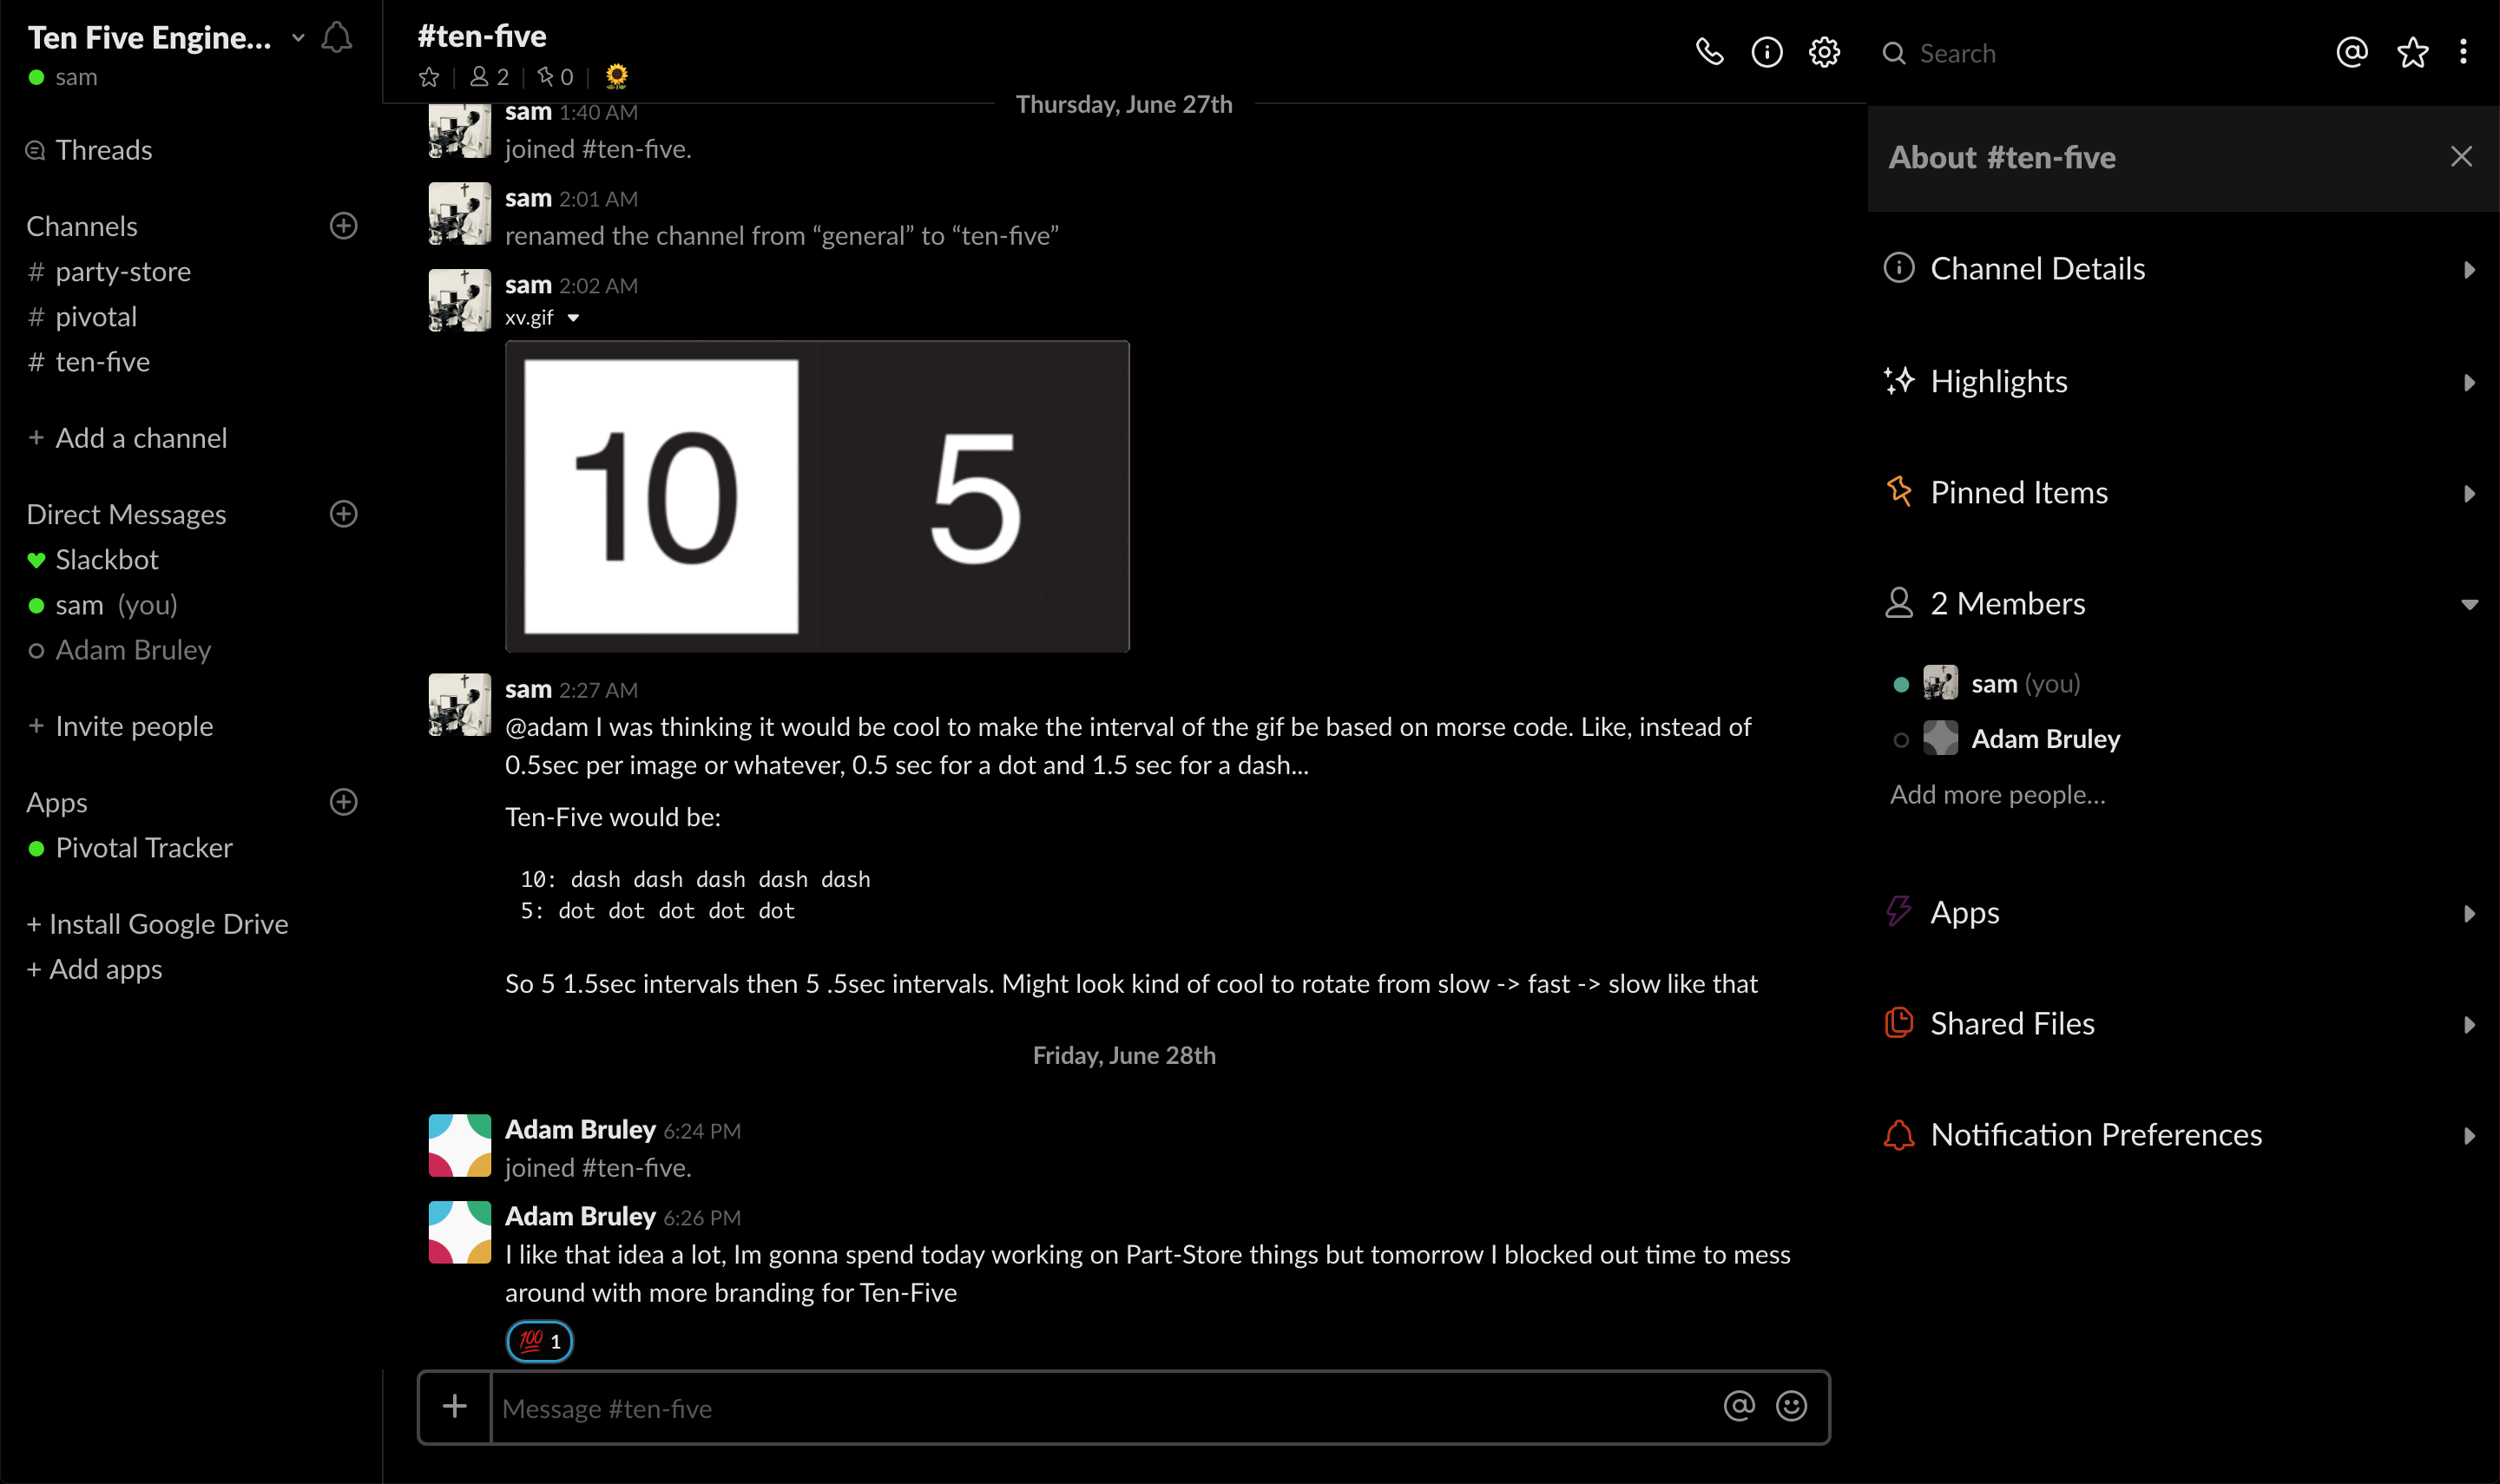 Ten Five Engine...
sam
Threads
Channels
# party-store
# pivotal
# ten-five
+ Add a channel
Direct Messages
Slackbot
sam (you)
Adam Bruley
+ Invite people
Apps
Pivotal Tracker
+ Install Google Drive
+ Add apps
#ten-five
2 0
Thursday, June 27th
sam 1:40 AM
joined #ten-five.
sam 2:01 AM
renamed the channel from “general” to “ten-five”
sam 2:02 AM
xv.gif
10 5
sam 2:27 AM
@adam I was thinking it would be cool to make the interval of the gif be based on morse code. Like, instead of
0.5sec per image or whatever, 0.5 sec for a dot and 1.5 sec for a dash...
Ten-Five would be:
10: dash dash dash dash dash
5: dot dot dot dot dot
So 5 1.5sec intervals then 5 .5sec intervals. Might look kind of cool to rotate from slow -> fast -> slow like that
Friday, June 28th
Adam Bruley 6:24 PM
joined #ten-five.
Adam Bruley 6:26 PM
I like that idea a lot, Im gonna spend today working on Part-Store things but tomorrow I blocked out time to mess
around with more branding for Ten-Five
100 1
+ Message #ten-five @
Search @
About #ten-five
Channel Details
Highlights
Pinned Items
2 Members
sam (you)
Adam Bruley
Add more people...
Apps
Shared Files
Notification Preferences